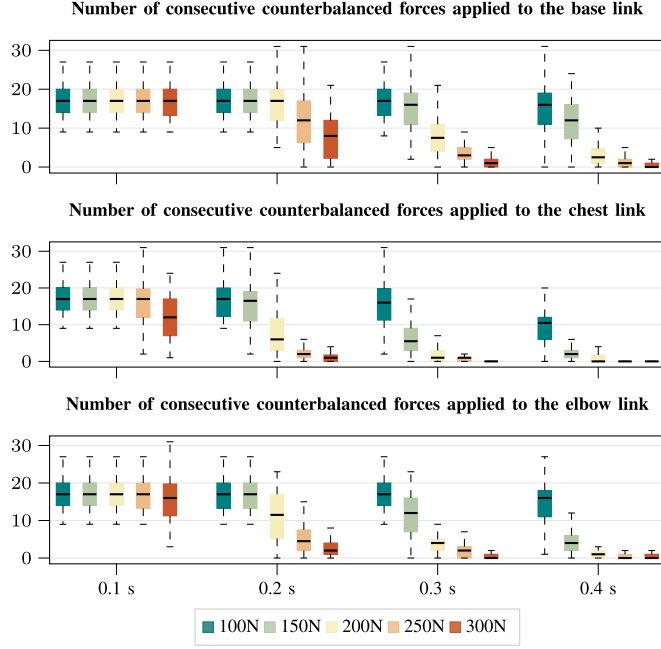 Number of consecutive counterbalanced forces applied to the base link
30
20
10
0
Number of consecutive counterbalanced forces applied to the chest link
30
20
10
0
Number of consecutive counterbalanced forces applied to the elbow link
30
20
10
0
0.1 s 0.2 s 0.3 s 0.4 s
100N 150N 200N 250N 300N